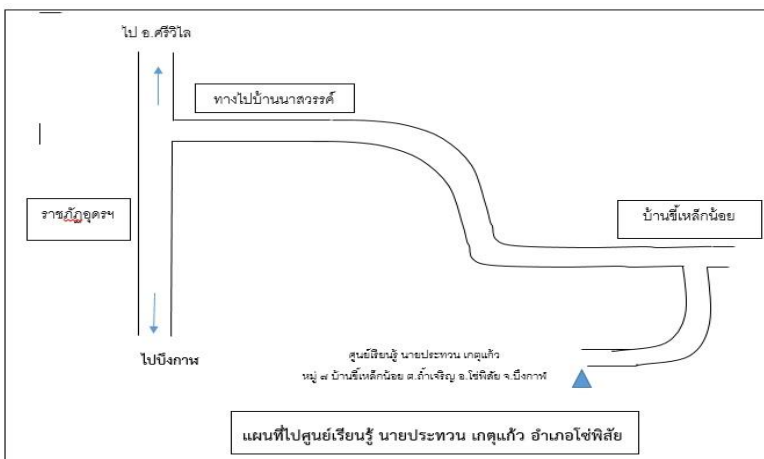 ไป อ.ศรีวิไล
ทางไปบ้านนาสวรรค์
ราชภัฏอุดรฯ
บ้านขี้เหล็กน้อย
ไปบึงกาฬ
ศูนย์เรียนรู้ นายประทวน เกตุแก้ว
หมู่ ๗ บ้านขี้เหล็กน้อย ต.ถ้ำเจริญ อ.โซ่พิสัย จ.บึงกาฬ
แผนที่ไปศูนย์เรียนรู้ นายประทวน เกตุแก้ว อำเภอโซ่พิสัย